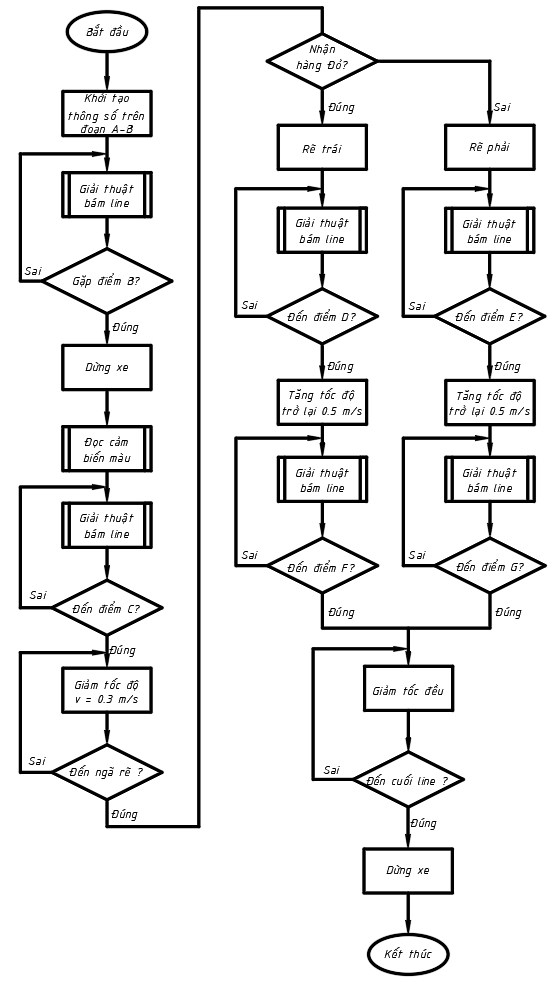 Bắt đầu
Khởi tạo
thông số trên
đoạn A-B
Giải thuật
bám line
Sai
Gặp điểm B?
Đúng
Dừng xe
Đọc cảm
biến màu
Giải thuật
bám line
Sai
Đến điểm C?
Đúng
Giảm tốc độ
v = 0.3 m/s
Sai
Đến ngã rẽ ?
Đúng
Nhận
hàng Đỏ?
Đúng
Sai
Rẽ trái
Giải thuật
bám line
Sai
Đến điểm D?
Đúng
Tăng tốc độ
trở lại 0.5 m/s
Giải thuật
bám line
Sai
Đến điểm F?
Đúng
Rẽ phải
Giải thuật
bám line
Sai
Đến điểm E?
Đúng
Tăng tốc độ
trở lại 0.5 m/s
Giải thuật
bám line
Sai
Đến điểm G?
Đúng
Giảm tốc đều
Sai
Đến cuối line ?
Đúng
Dừng xe
Kết thúc